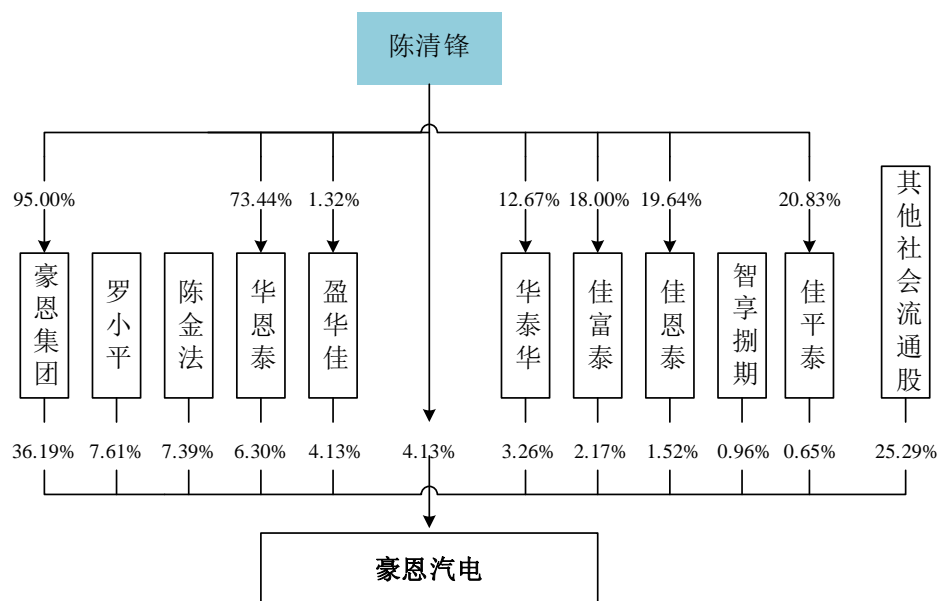 陈清锋
95.00% 73.44% 1.32% 12.67% 18.00% 19.64% 20.83%
豪恩集团
罗小平
陈金法
华恩泰
盈华佳
华泰华
佳富泰
佳恩泰
智享捌期
佳平泰
其他社会流通股
36.19% 7.61% 7.39% 6.30% 4.13% 4.13% 3.26% 2.17% 1.52% 0.96% 0.65% 25.29%
豪恩汽电